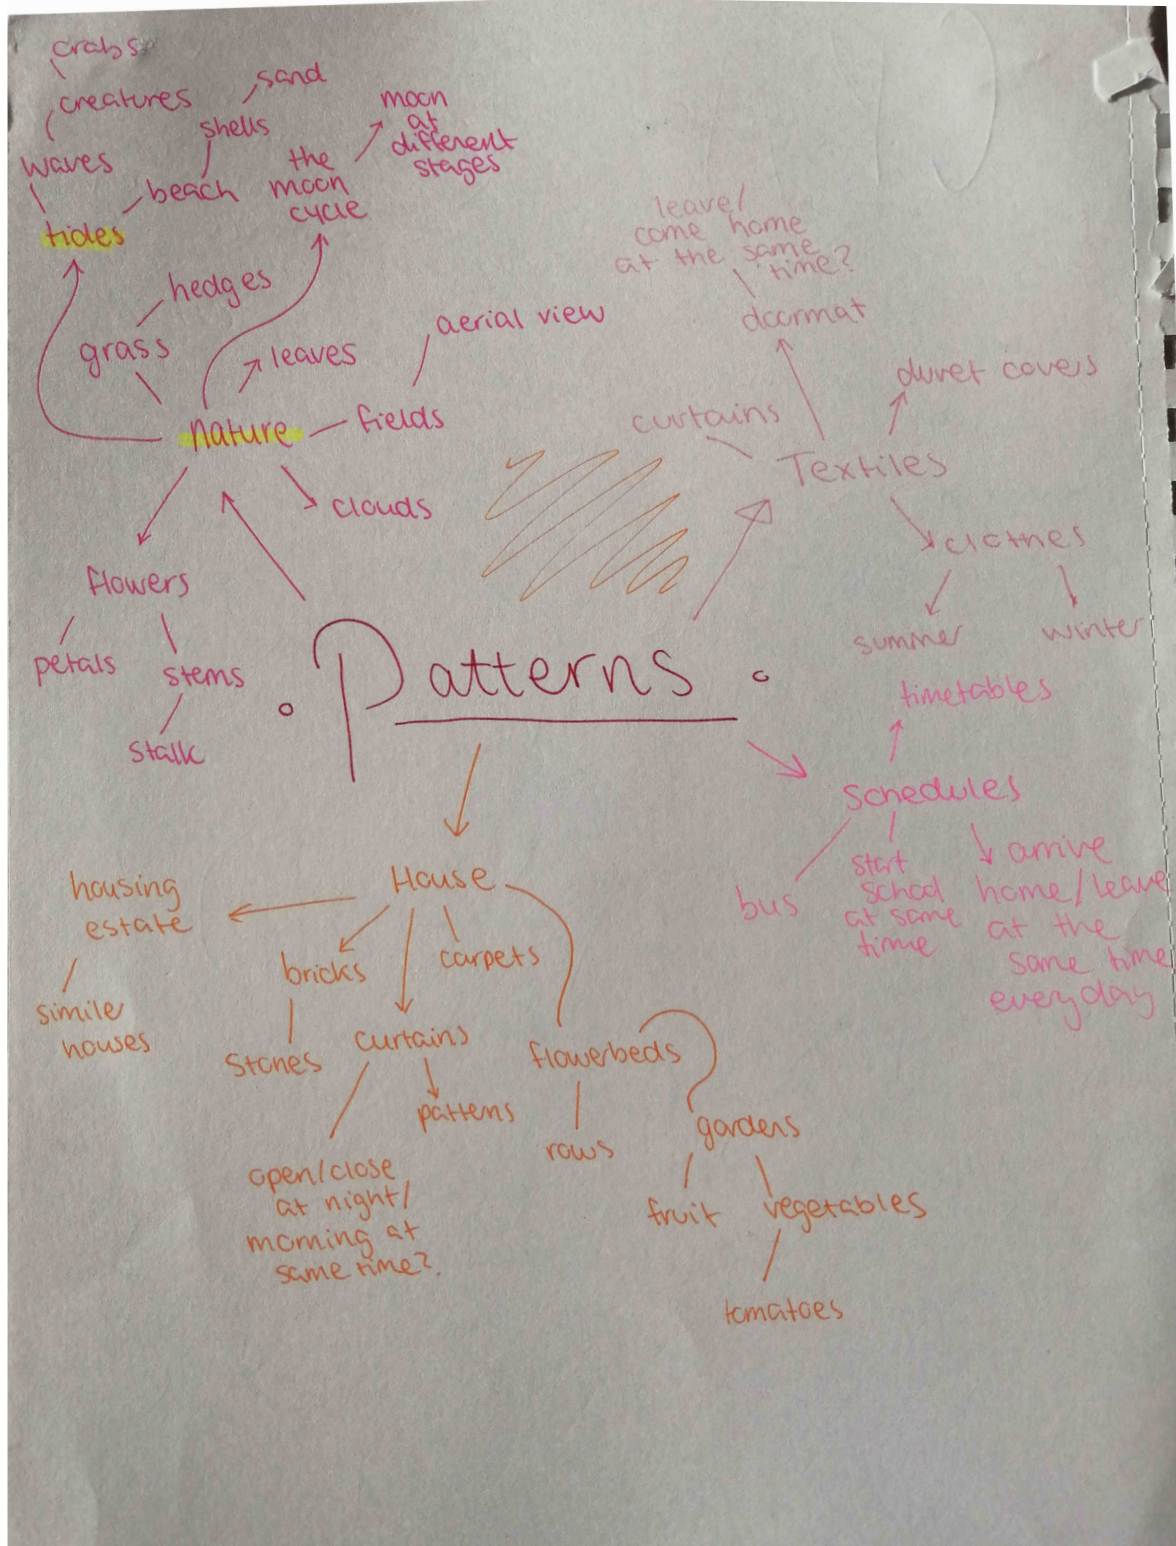 crabs
creatures
waves
tides
beach
shells
sand
the
moon
cycle
moon
at
different
stages
hedges
grass
leaves
aerial view
nature
fields
clouds
flowers
petals
stems
stalk
leave/
come home
at the same
time?
doormat
duvet covers
curtains
Textiles
clothes
summer
winter
Patterns
timetables
Schedules
bus
start
school
at same
time
arrive
home/leave
at the
same time
everyday
House
housing
estate
simile
houses
bricks
Stones
carpets
curtains
pattens
open/close
at night/
morning at
same time?
flowerbeds
rows
gardens
fruit
vegetables
tomatoes